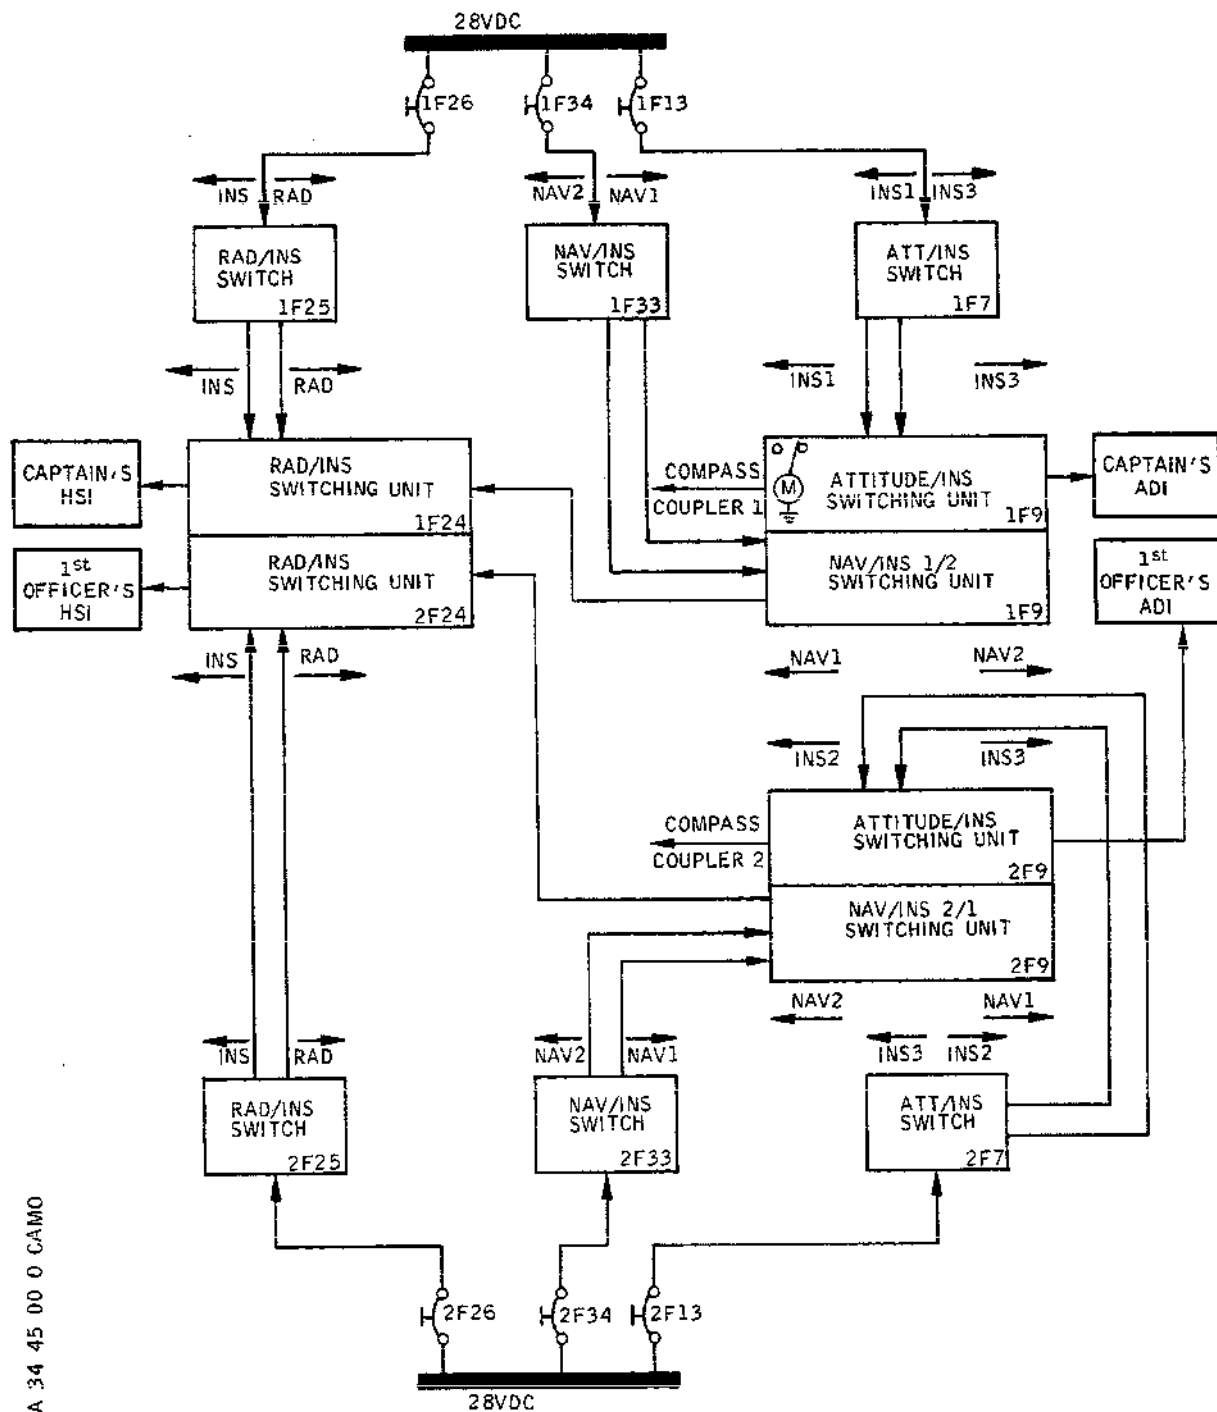 28VDC
1F26
1F34
1F13
INS
RAD
NAV2
NAV1
INS1
INS3
RAD/INS
SWITCH
1F25
NAV/INS
SWITCH
1F33
ATT/INS
SWITCH
1F7
INS
RAD
INS1
INS3
CAPTAIN'S
HSI
RAD/INS
SWITCHING UNIT
1F24
COMPASS
COUPLER 1
M
ATTITUDE/INS
SWITCHING UNIT
1F9
CAPTAIN'S
ADI
1st
OFFICER'S
HSI
RAD/INS
SWITCHING UNIT
2F24
NAV/INS 1/2
SWITCHING UNIT
1F9
1st
OFFICER'S
ADI
INS
RAD
NAV1
NAV2
INS2
INS3
COMPASS
COUPLER 2
ATTITUDE/INS
SWITCHING UNIT
2F9
NAV/INS 2/1
SWITCHING UNIT
2F9
NAV2
NAV1
INS
RAD
NAV2
NAV1
INS3
INS2
RAD/INS
SWITCH
2F25
NAV/INS
SWITCH
2F33
ATT/INS
SWITCH
2F7
2F26
2F34
2F13
28VDC
A 34 45 00 0 CAMO